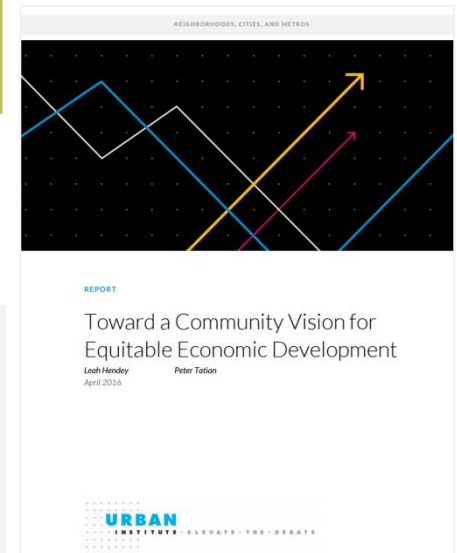 NEIGHBORHOODS, CITIES, AND METROS
REPORT
Toward a Community Vision for
Equitable Economic Development
Leah Hendey Peter Tatian
April 2016
URBAN
INSTITUTE · ELEVATE · THE · DEBATE